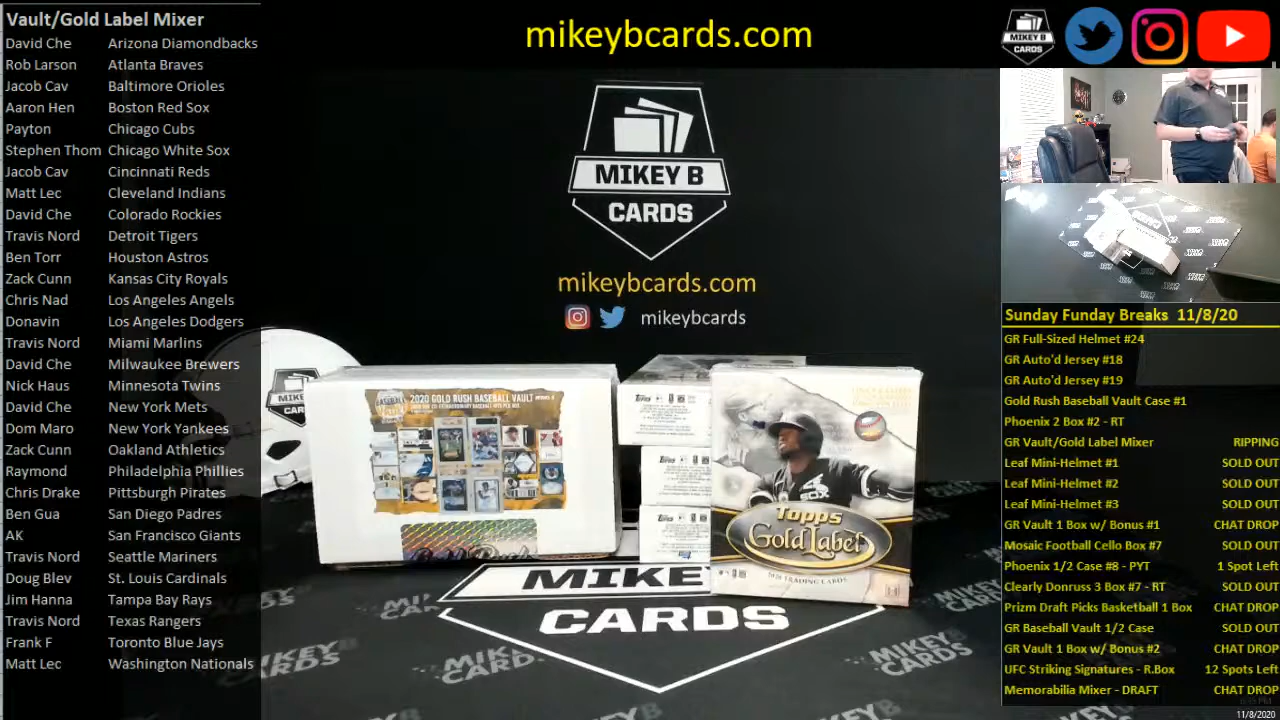 Vault/Gold Label Mixer
David Che Arizona Diamondbacks
Rob Larson Atlanta Braves
Jacob Cav Baltimore Orioles
Aaron Hen Boston Red Sox
Payton Chicago Cubs
Stephen Thom Chicago White Sox
Jacob Cav Cincinnati Reds
Matt Lec Cleveland Indians
David Che Colorado Rockies
Travis Nord Detroit Tigers
Ben Torr Houston Astros
Zack Cunn Kansas City Royals
Chris Nad Los Angeles Angels
Donavin Los Angeles Dodgers
Travis Nord Miami Marlins
David Che Milwaukee Brewers
Nick Haus Minnesota Twins
David Che New York Mets
Dom Maro New York Yankees
Zack Cunn Oakland Athletics
Raymond Philadelphia Phillies
Chris Drake Pittsburgh Pirates
Ben Gua San Diego Padres
AK San Francisco Giants
Travis Nord Seattle Mariners
Doug Blev St. Louis Cardinals
Jim Hanna Tampa Bay Rays
Travis Nord Texas Rangers
Frank F Toronto Blue Jays
Matt Lec Washington Nationals
mikeybcards.com
MIKEY B
CARDS
mikeybcards.com
mikeybcards
2020 GOLD RUSH BASEBALL VAULT
SOX
Topps
Gold Label
2020 TRADING CARDS
MIKE
CARDS
MIKEY B
CARDS
MIKEY B
CARDS
Sunday Funday Breaks 11/8/20
GR Full-Sized Helmet #24
GR Auto'd Jersey #18
GR Auto'd Jersey #19
Gold Rush Baseball Vault Case #1
Phoenix 2 Box #2 - RT
GR Vault/Gold Label Mixer RIPPING
Leaf Mini-Helmet #1 SOLD OUT
Leaf Mini-Helmet #2 SOLD OUT
Leaf Mini-Helmet #3 SOLD OUT
GR Vault 1 Box w/ Bonus #1 CHAT DROP
Mosaic Football Cello Box #7 SOLD OUT
Phoenix 1/2 Case #8 - PYT 1 Spot Left
Clearly Donruss 3 Box #7 - RT SOLD OUT
Prizm Draft Picks Basketball 1 Box CHAT DROP
GR Baseball Vault 1/2 Case SOLD OUT
GR Vault 1 Box w/ Bonus #2 CHAT DROP
UFC Striking Signatures - R.Box 12 Spots Left
Memorabilia Mixer - DRAFT CHAT DROP
11/8/2020